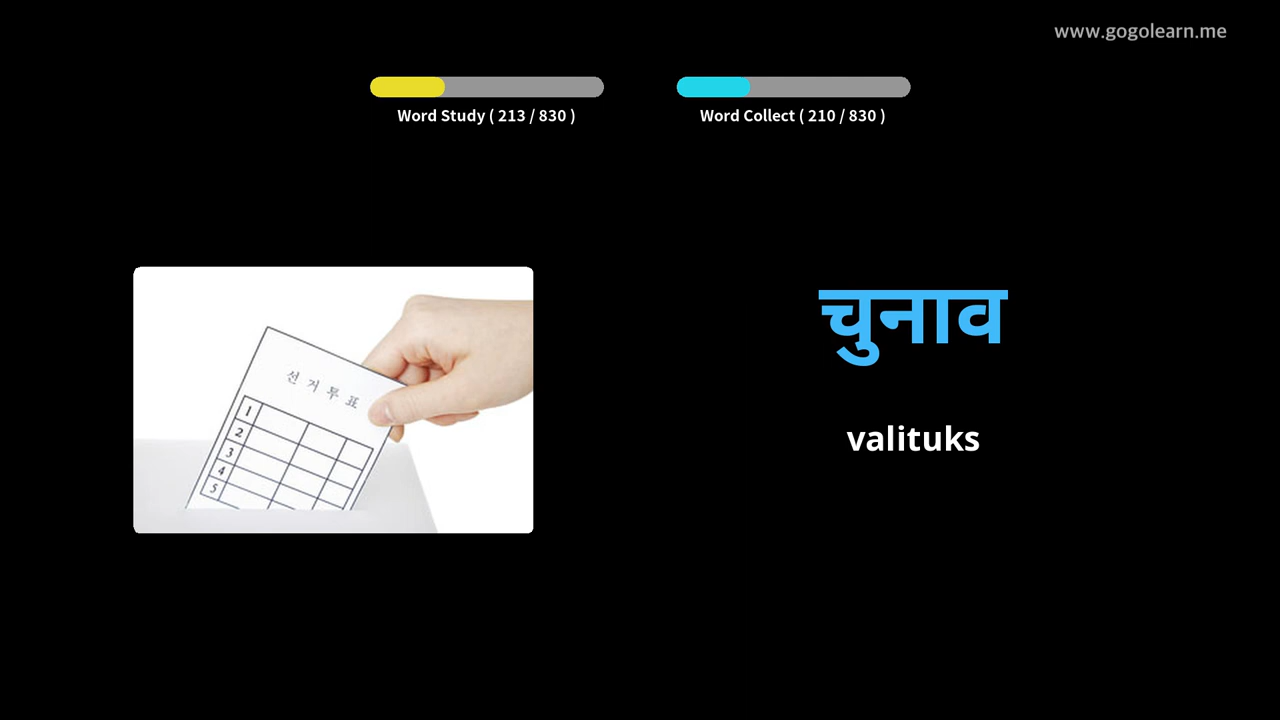 www.gogolearn.me
Word Study ( 213 / 830 )
Word Collect ( 210 / 830 )
चुनाव
valituks
선거투표
1
2
3
4
5